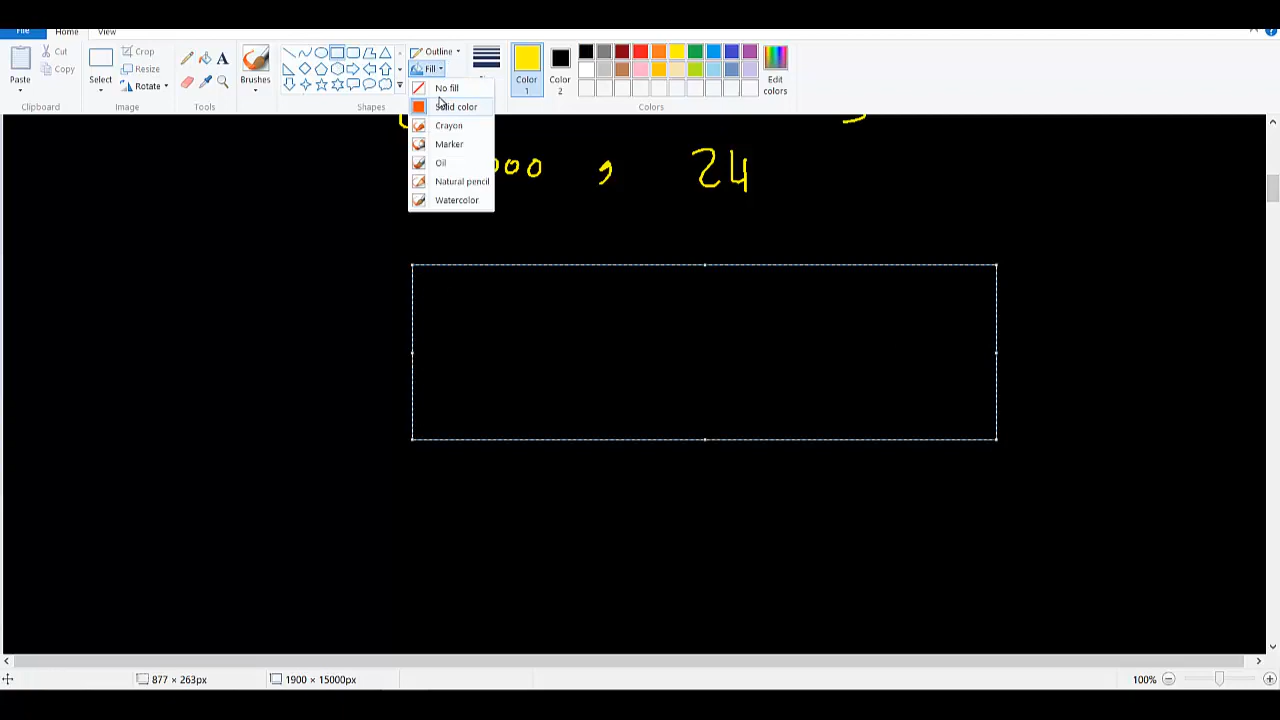 File Home View
Cut Crop Outline
Paste Copy Select Resize Brushes Fill Color Color Edit
Rotate 1 2 colors
Clipboard Image Tools Shapes Colors
No fill
Solid color
Crayon
Marker
Oil
Natural pencil
Watercolor
000 , 24
877 × 263px 1900 × 15000px 100%